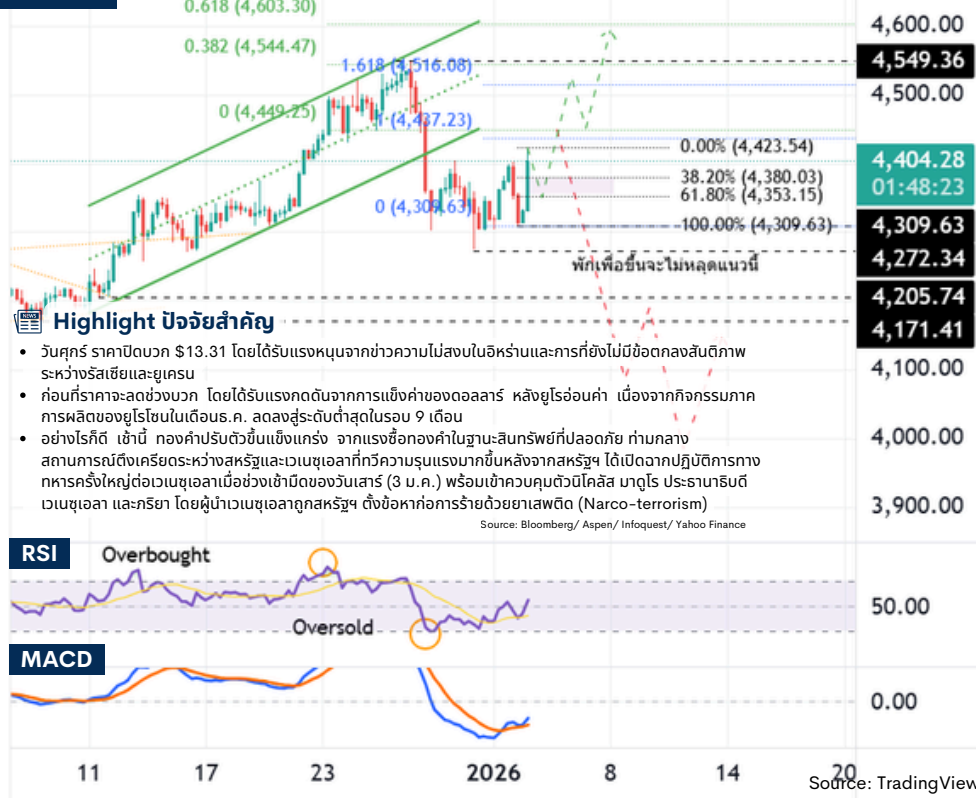 0.618 (4,603.30)
4,600.00
0.382 (4,544.47)
1.618 (4,516.08)
4,549.36
4,500.00
0 (4,449.25)
1 (4,437.23)
0.00% (4,423.54)
4,404.28
01:48:23
38.20% (4,380.03)
61.80% (4,353.15)
0 (4,309.63)
100.00% (4,309.63)
4,309.63
4,272.34
พักเพื่อขึ้นจะไม่หลุดแนวนี้
4,205.74
4,171.41
NEWS
Highlight ปัจจัยสำคัญ
• วันศุกร์ ราคาปิดบวก $13.31 โดยได้รับแรงหนุนจากข่าวความไม่สงบในอิหร่านและการที่ยังไม่มีข้อตกลงสันติภาพ
ระหว่างรัสเซียและยูเครน
4,100.00
• ก่อนที่ราคาจะลดช่วงบวก โดยได้รับแรงกดดันจากการแข็งค่าของดอลลาร์ หลังยูโรอ่อนค่า เนื่องจากกิจกรรมภาค
การผลิตของยูโรโซนในเดือนธ.ค. ลดลงสู่ระดับต่ำสุดในรอบ 9 เดือน
• อย่างไรก็ดี เช้านี้ ทองคำปรับตัวขึ้นแข็งแกร่ง จากแรงซื้อทองคำในฐานะสินทรัพย์ที่ปลอดภัย ท่ามกลาง
4,000.00
สถานการณ์ตึงเครียดระหว่างสหรัฐและเวเนซุเอลาที่ทวีความรุนแรงมากขึ้นหลังจากสหรัฐฯ ได้เปิดฉากปฏิบัติการทาง
ทหารครั้งใหญ่ต่อเวเนซุเอลาเมื่อช่วงเช้ามืดของวันเสาร์ (3 ม.ค.) พร้อมเข้าควบคุมตัวนิโคลัส มาดูโร ประธานาธิบดี
เวเนซุเอลา และภริยา โดยผู้นำเวเนซุเอลาถูกสหรัฐฯ ตั้งข้อหาก่อการร้ายด้วยยาเสพติด (Narco-terrorism)
3,900.00
Source: Bloomberg/ Aspen/ Infoquest/ Yahoo Finance
RSI
Overbought
50.00
Oversold
MACD
0.00
11 17 23 2026 8 14 20
Source: TradingView